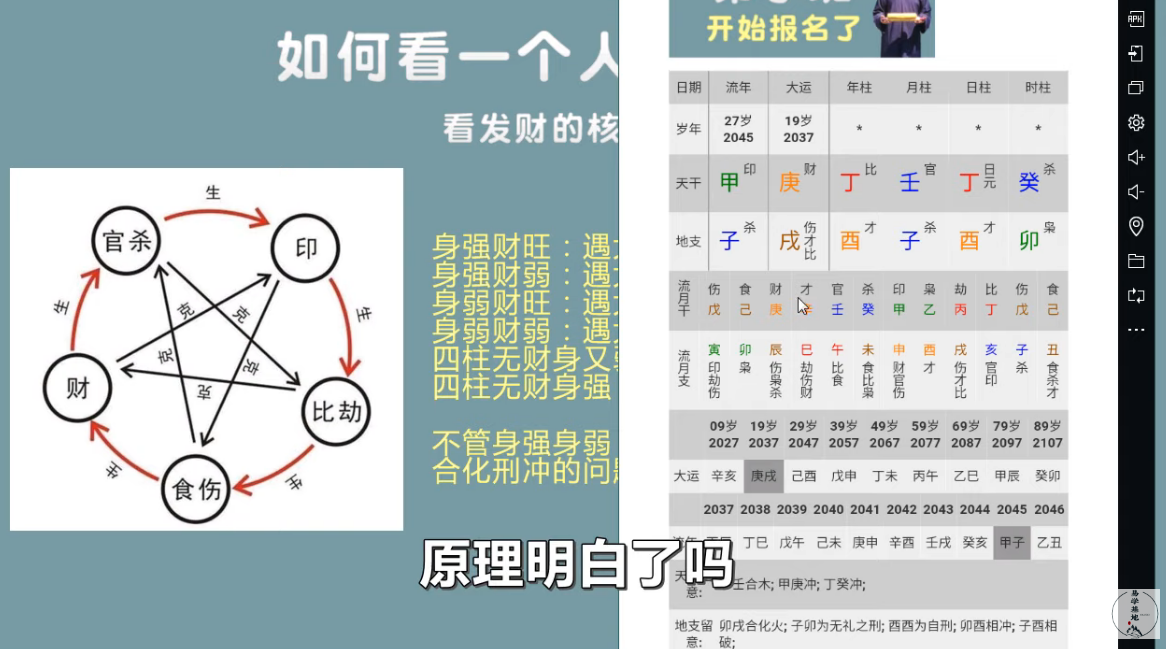 如何看一个人
看发财的核
官杀
印
财
比劫
食伤
生
生
生
生
生
克
克
克
克
克
身强财旺：遇
身强财弱：遇
身弱财旺：遇
身弱财弱：遇
四柱无财身又
四柱无财身强
不管身强身弱
合化刑冲的问
原理明白了吗
开始报名了
日期 流年 大运 年柱 月柱 日柱 时柱
岁年 27岁 19岁 * * * *
2045 2037
天干 甲印 庚财 丁比 壬官 丁日元 癸杀
地支 子杀 戌伤才比 酉才 子杀 酉才 卯枭
流月干 伤 食 财 才 官 杀 印 枭 劫 比 伤 食
戊 己 庚 壬 癸 甲 乙 丙 丁 戊 己
流月支 寅 卯 辰 巳 午 未 申 酉 戌 亥 子 丑
印劫伤 枭 伤枭杀 劫伤财 比食 食比枭 财官伤 才 伤才比 官印 杀 食杀才
09岁 19岁 29岁 39岁 49岁 59岁 69岁 79岁 89岁
2027 2037 2047 2057 2067 2077 2087 2097 2107
大运 辛亥 庚戌 己酉 戊申 丁未 丙午 乙巳 甲辰 癸卯
2037 2038 2039 2040 2041 2042 2043 2044 2045 2046
丁巳 戊午 己未 庚申 辛酉 壬戌 癸亥 甲子 乙丑
天
意: 壬合木; 甲庚冲; 丁癸冲;
地支留意: 卯戌合化火; 子卯为无礼之刑; 酉酉为自刑; 卯酉相冲; 子酉相破;
APK
易学基地